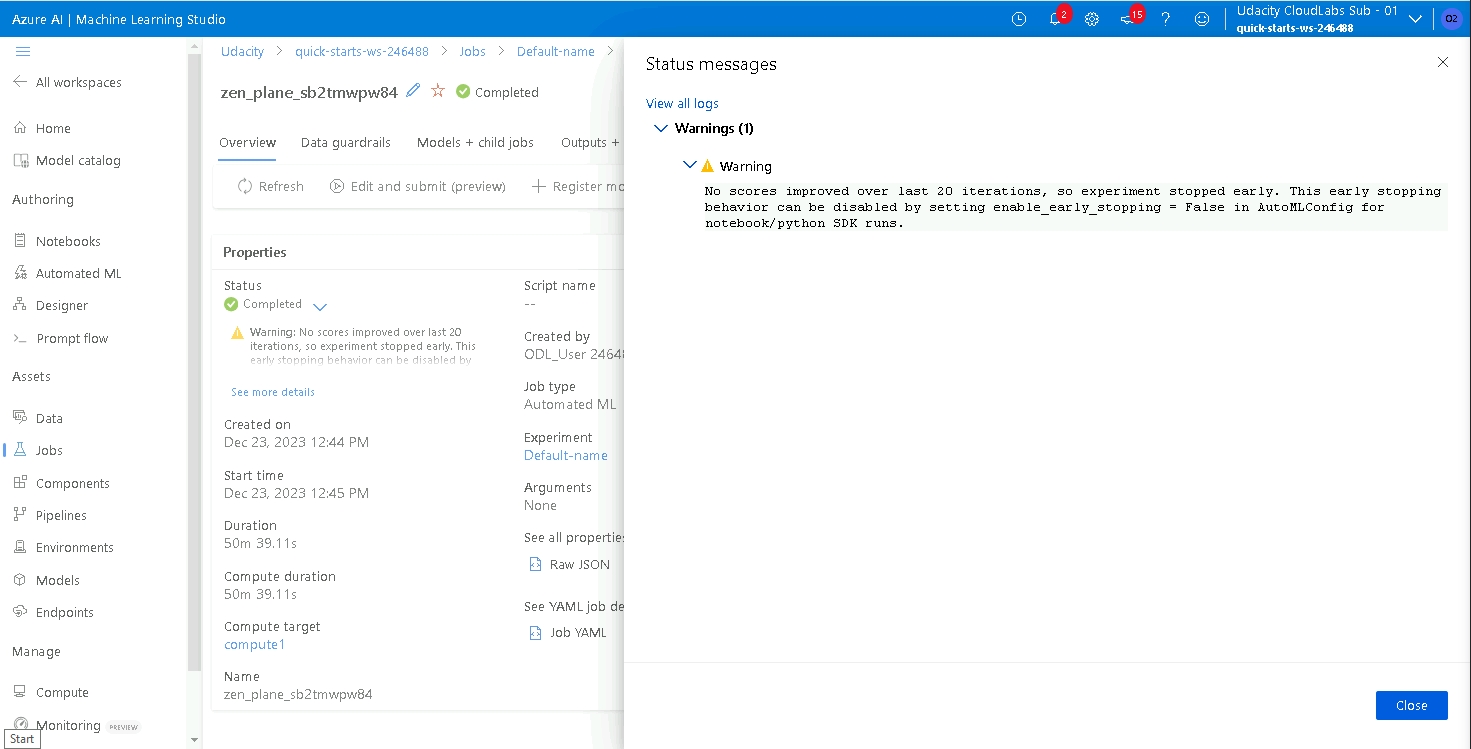 Azure AI | Machine Learning Studio
2
15
Udacity CloudLabs Sub - 01
quick-starts-ws-246488
O2
All workspaces
Home
Model catalog
Authoring
Notebooks
Automated ML
Designer
Prompt flow
Assets
Data
Jobs
Components
Pipelines
Environments
Models
Endpoints
Manage
Compute
Monitoring PREVIEW
Start
Udacity > quick-starts-ws-246488 > Jobs > Default-name >
zen_plane_sb2tmwpw84 Completed
Overview Data guardrails Models + child jobs Outputs +
Refresh Edit and submit (preview) Register mo
Properties
Status
Completed
Warning: No scores improved over last 20
iterations, so experiment stopped early. This
early stopping behavior can be disabled by
See more details
Created on
Dec 23, 2023 12:44 PM
Start time
Dec 23, 2023 12:45 PM
Duration
50m 39.11s
Compute duration
50m 39.11s
Compute target
compute1
Name
zen_plane_sb2tmwpw84
Script name
--
Created by
ODL_User 24648
Job type
Automated ML
Experiment
Default-name
Arguments
None
See all properties
Raw JSON
See YAML job de
Job YAML
Status messages
View all logs
Warnings (1)
Warning
No scores improved over last 20 iterations, so experiment stopped early. This early stopping
behavior can be disabled by setting enable_early_stopping = False in AutoMLConfig for
notebook/python SDK runs.
Close